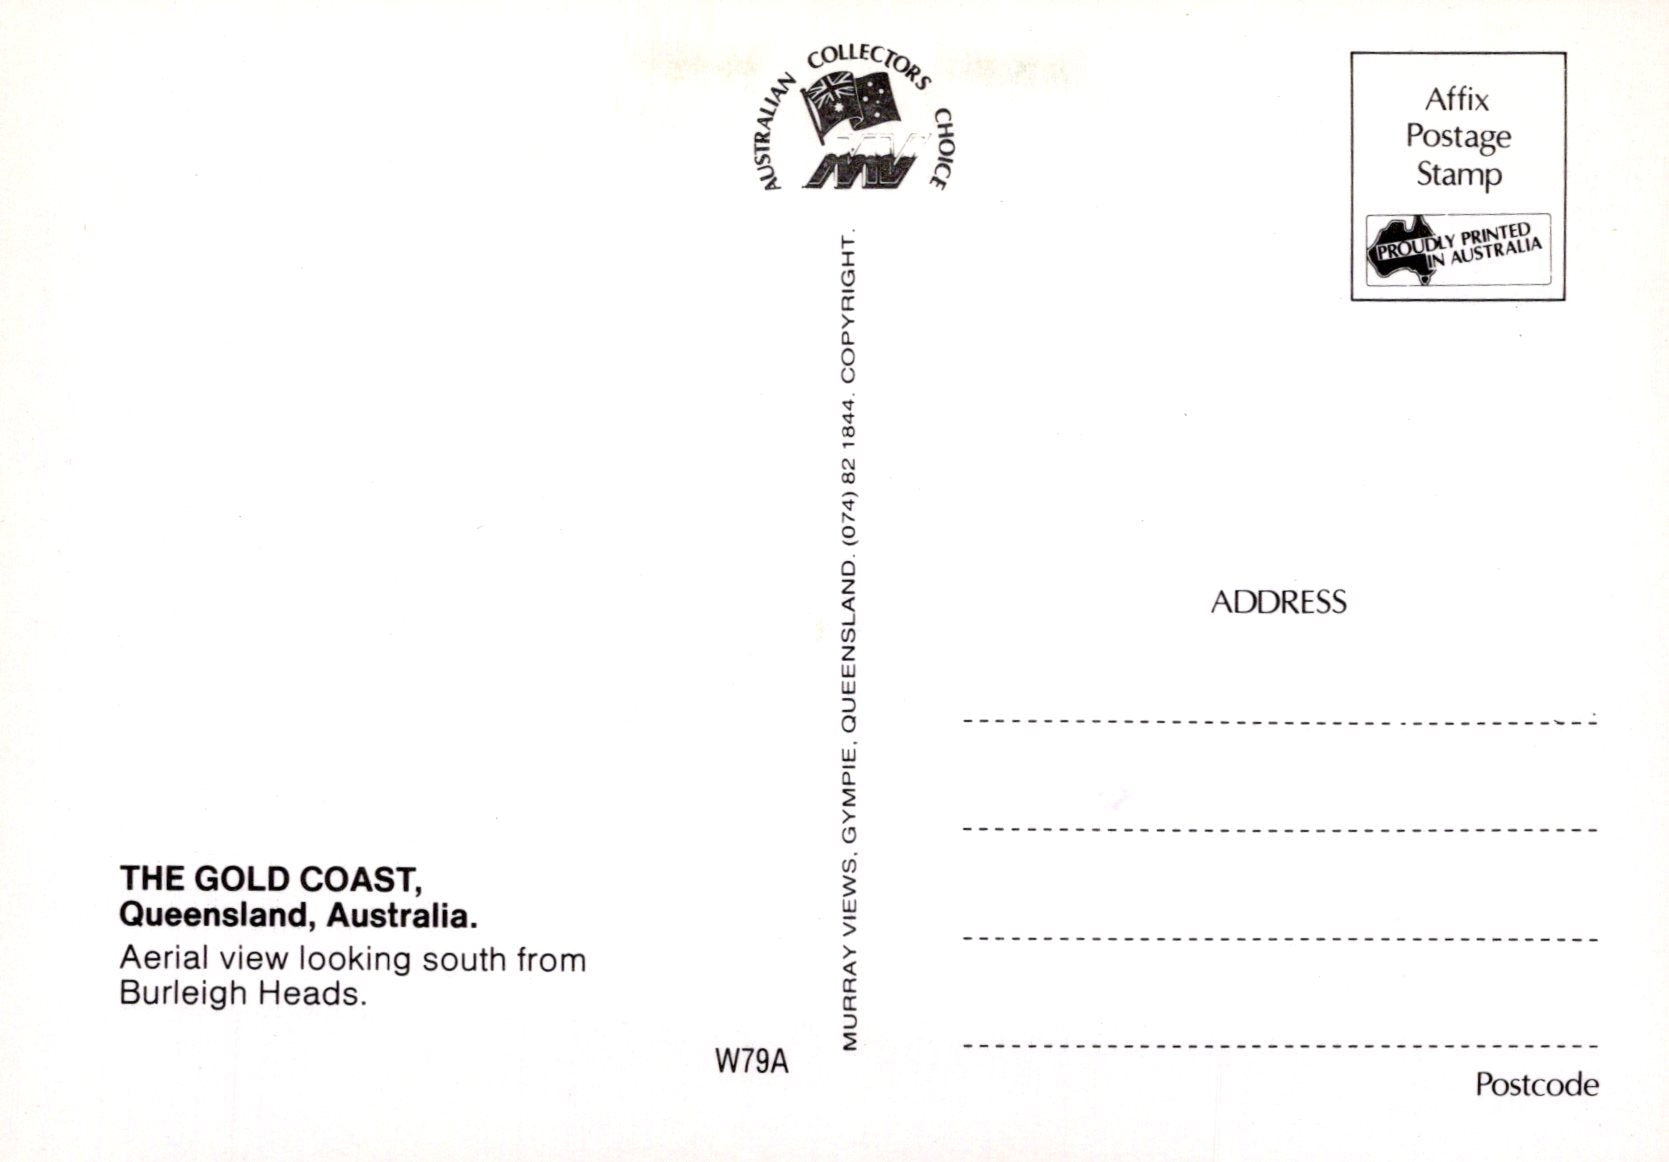 AUSTRALIAN COLLECTORS CHOICE
MV
Affix
Postage
Stamp
PROUDLY PRINTED
IN AUSTRALIA
MURRAY VIEWS, GYMPIE, QUEENSLAND. (074) 82 1844. COPYRIGHT.
ADDRESS
THE GOLD COAST,
Queensland, Australia.
Aerial view looking south from
Burleigh Heads.
W79A
Postcode